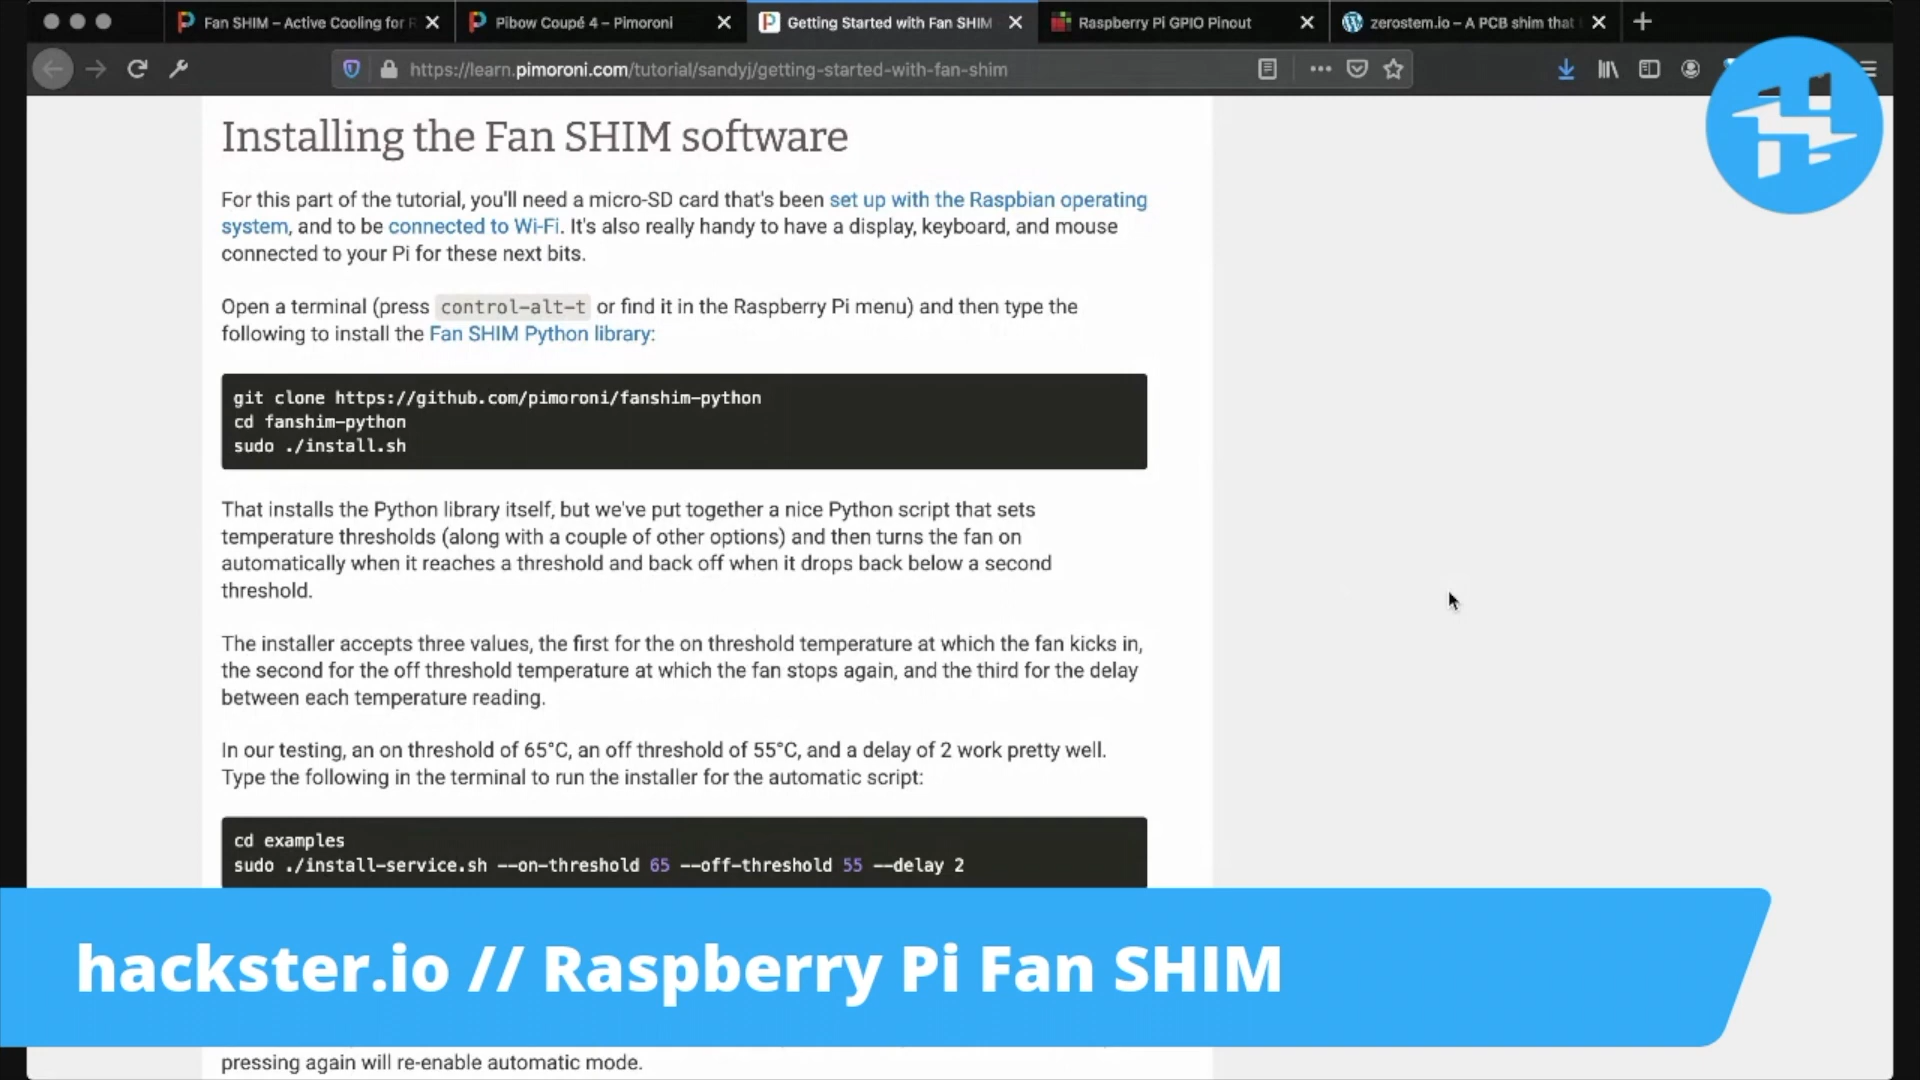 Fan SHIM – Active Cooling for R
Pibow Coupé 4 – Pimoroni
Getting Started with Fan SHIM
Raspberry Pi GPIO Pinout
zerostem.io – A PCB shim that
https://learn.pimoroni.com/tutorial/sandyj/getting-started-with-fan-shim
Installing the Fan SHIM software
For this part of the tutorial, you'll need a micro-SD card that's been set up with the Raspbian operating
system, and to be connected to Wi-Fi. It's also really handy to have a display, keyboard, and mouse
connected to your Pi for these next bits.
Open a terminal (press control-alt-t or find it in the Raspberry Pi menu) and then type the
following to install the Fan SHIM Python library:
git clone https://github.com/pimoroni/fanshim-python
cd fanshim-python
sudo ./install.sh
That installs the Python library itself, but we've put together a nice Python script that sets
temperature thresholds (along with a couple of other options) and then turns the fan on
automatically when it reaches a threshold and back off when it drops back below a second
threshold.
The installer accepts three values, the first for the on threshold temperature at which the fan kicks in,
the second for the off threshold temperature at which the fan stops again, and the third for the delay
between each temperature reading.
In our testing, an on threshold of 65°C, an off threshold of 55°C, and a delay of 2 work pretty well.
Type the following in the terminal to run the installer for the automatic script:
cd examples
sudo ./install-service.sh --on-threshold 65 --off-threshold 55 --delay 2
hackster.io // Raspberry Pi Fan SHIM
pressing again will re-enable automatic mode.